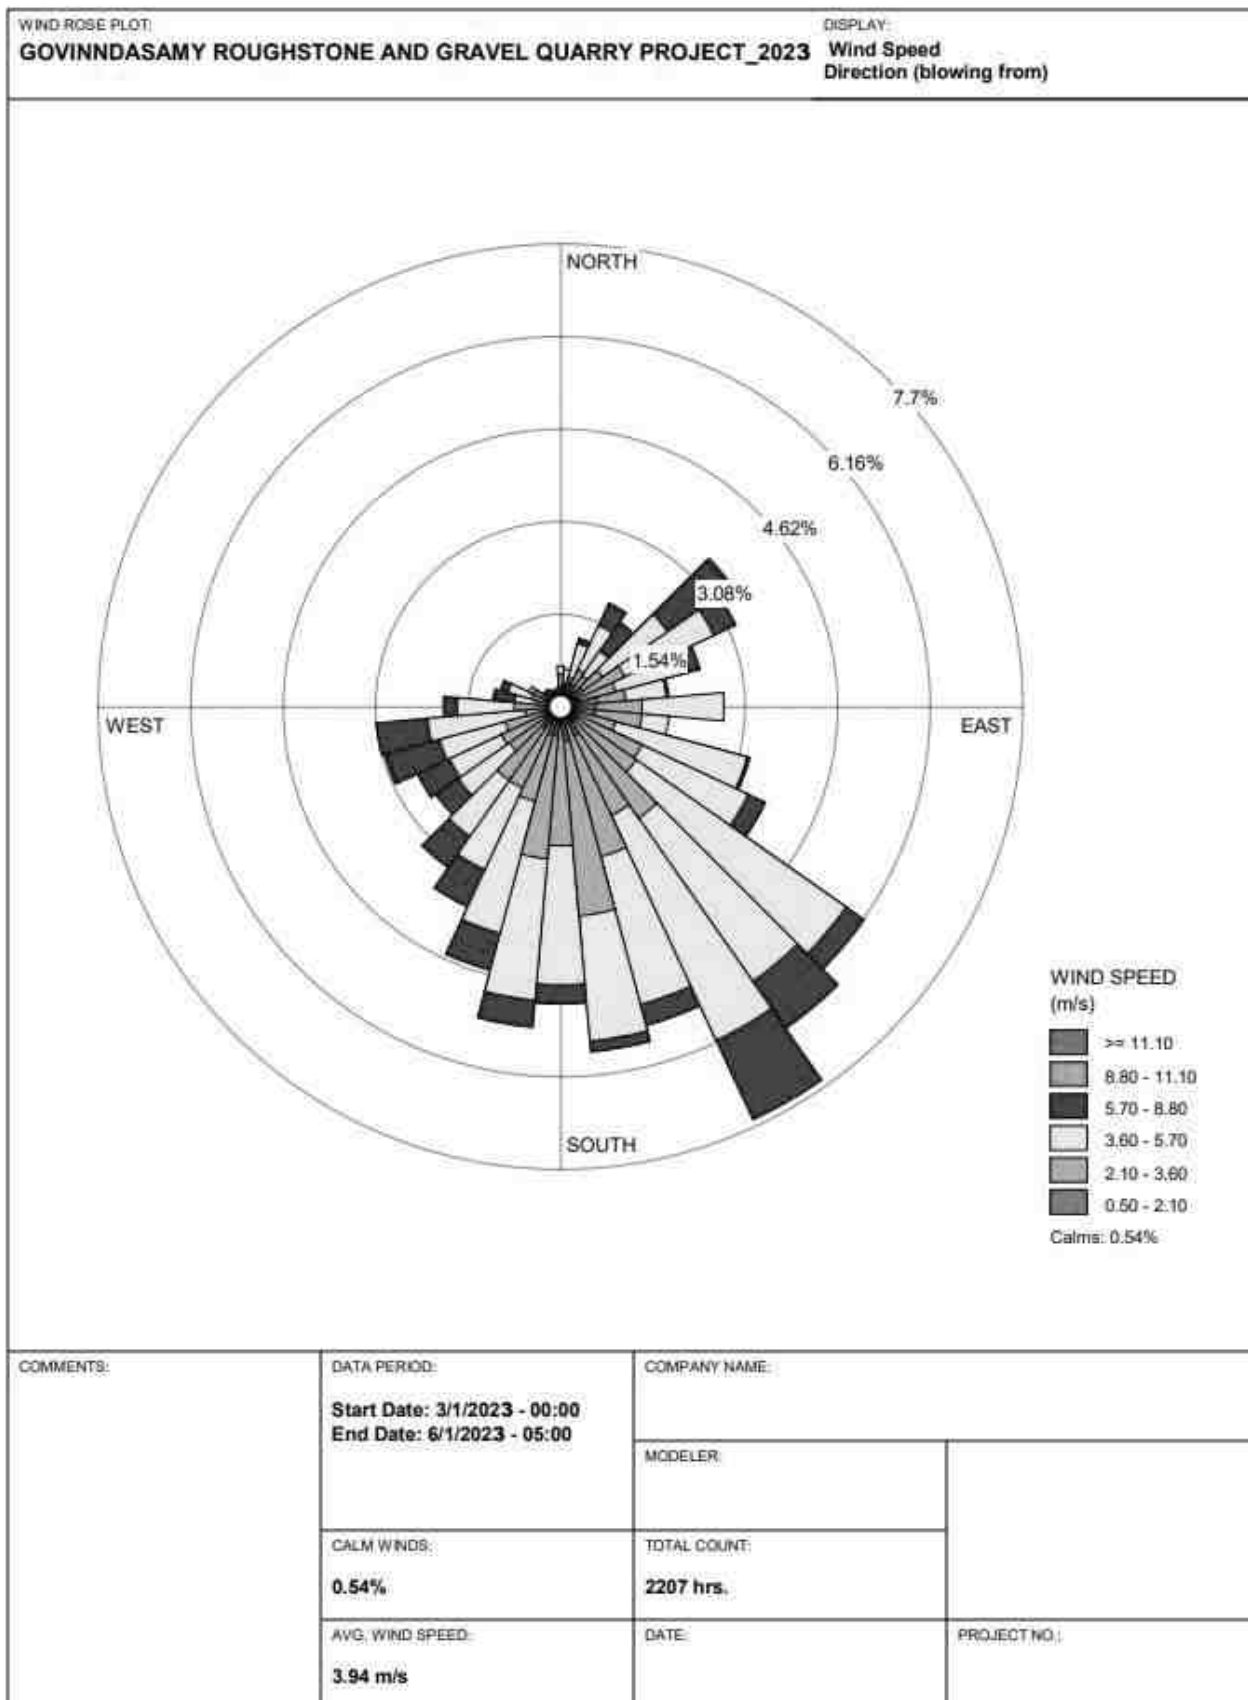 WIND ROSE PLOT:
GOVINNDASAMY ROUGHSTONE AND GRAVEL QUARRY PROJECT_2023
DISPLAY:
Wind Speed
Direction (blowing from)
NORTH
7.7%
6.16%
4.62%
3.08%
1.54%
WEST
EAST
SOUTH
WIND SPEED
(m/s)
>= 11.10
8.80 - 11.10
5.70 - 8.80
3.60 - 5.70
2.10 - 3.60
0.50 - 2.10
Calms: 0.54%
COMMENTS:
DATA PERIOD:
Start Date: 3/1/2023 - 00:00
End Date: 6/1/2023 - 05:00
COMPANY NAME:
MODELER:
CALM WINDS:
0.54%
TOTAL COUNT:
2207 hrs.
AVG. WIND SPEED:
3.94 m/s
DATE:
PROJECT NO.: